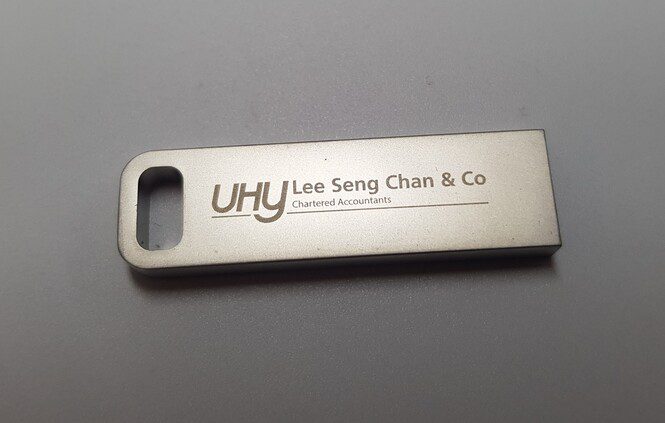 UHY Lee Seng Chan & Co
Chartered Accountants